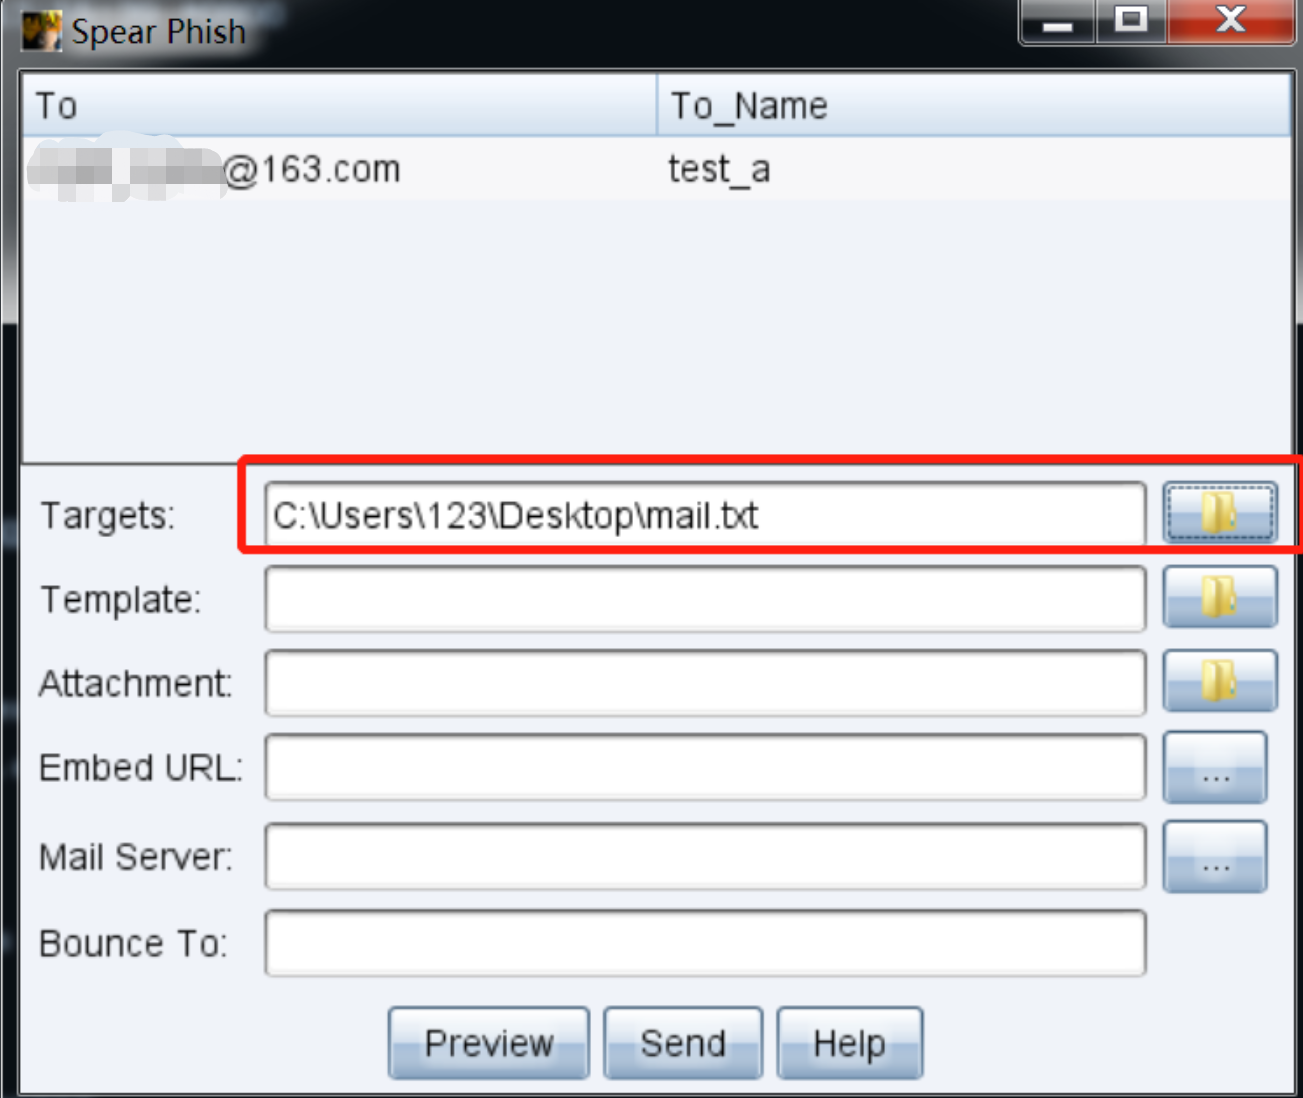 Spear Phish
To To_Name
@163.com test_a
Targets: C:\Users\123\Desktop\mail.txt
Template:
Attachment:
Embed URL: ...
Mail Server: ...
Bounce To:
Preview Send Help